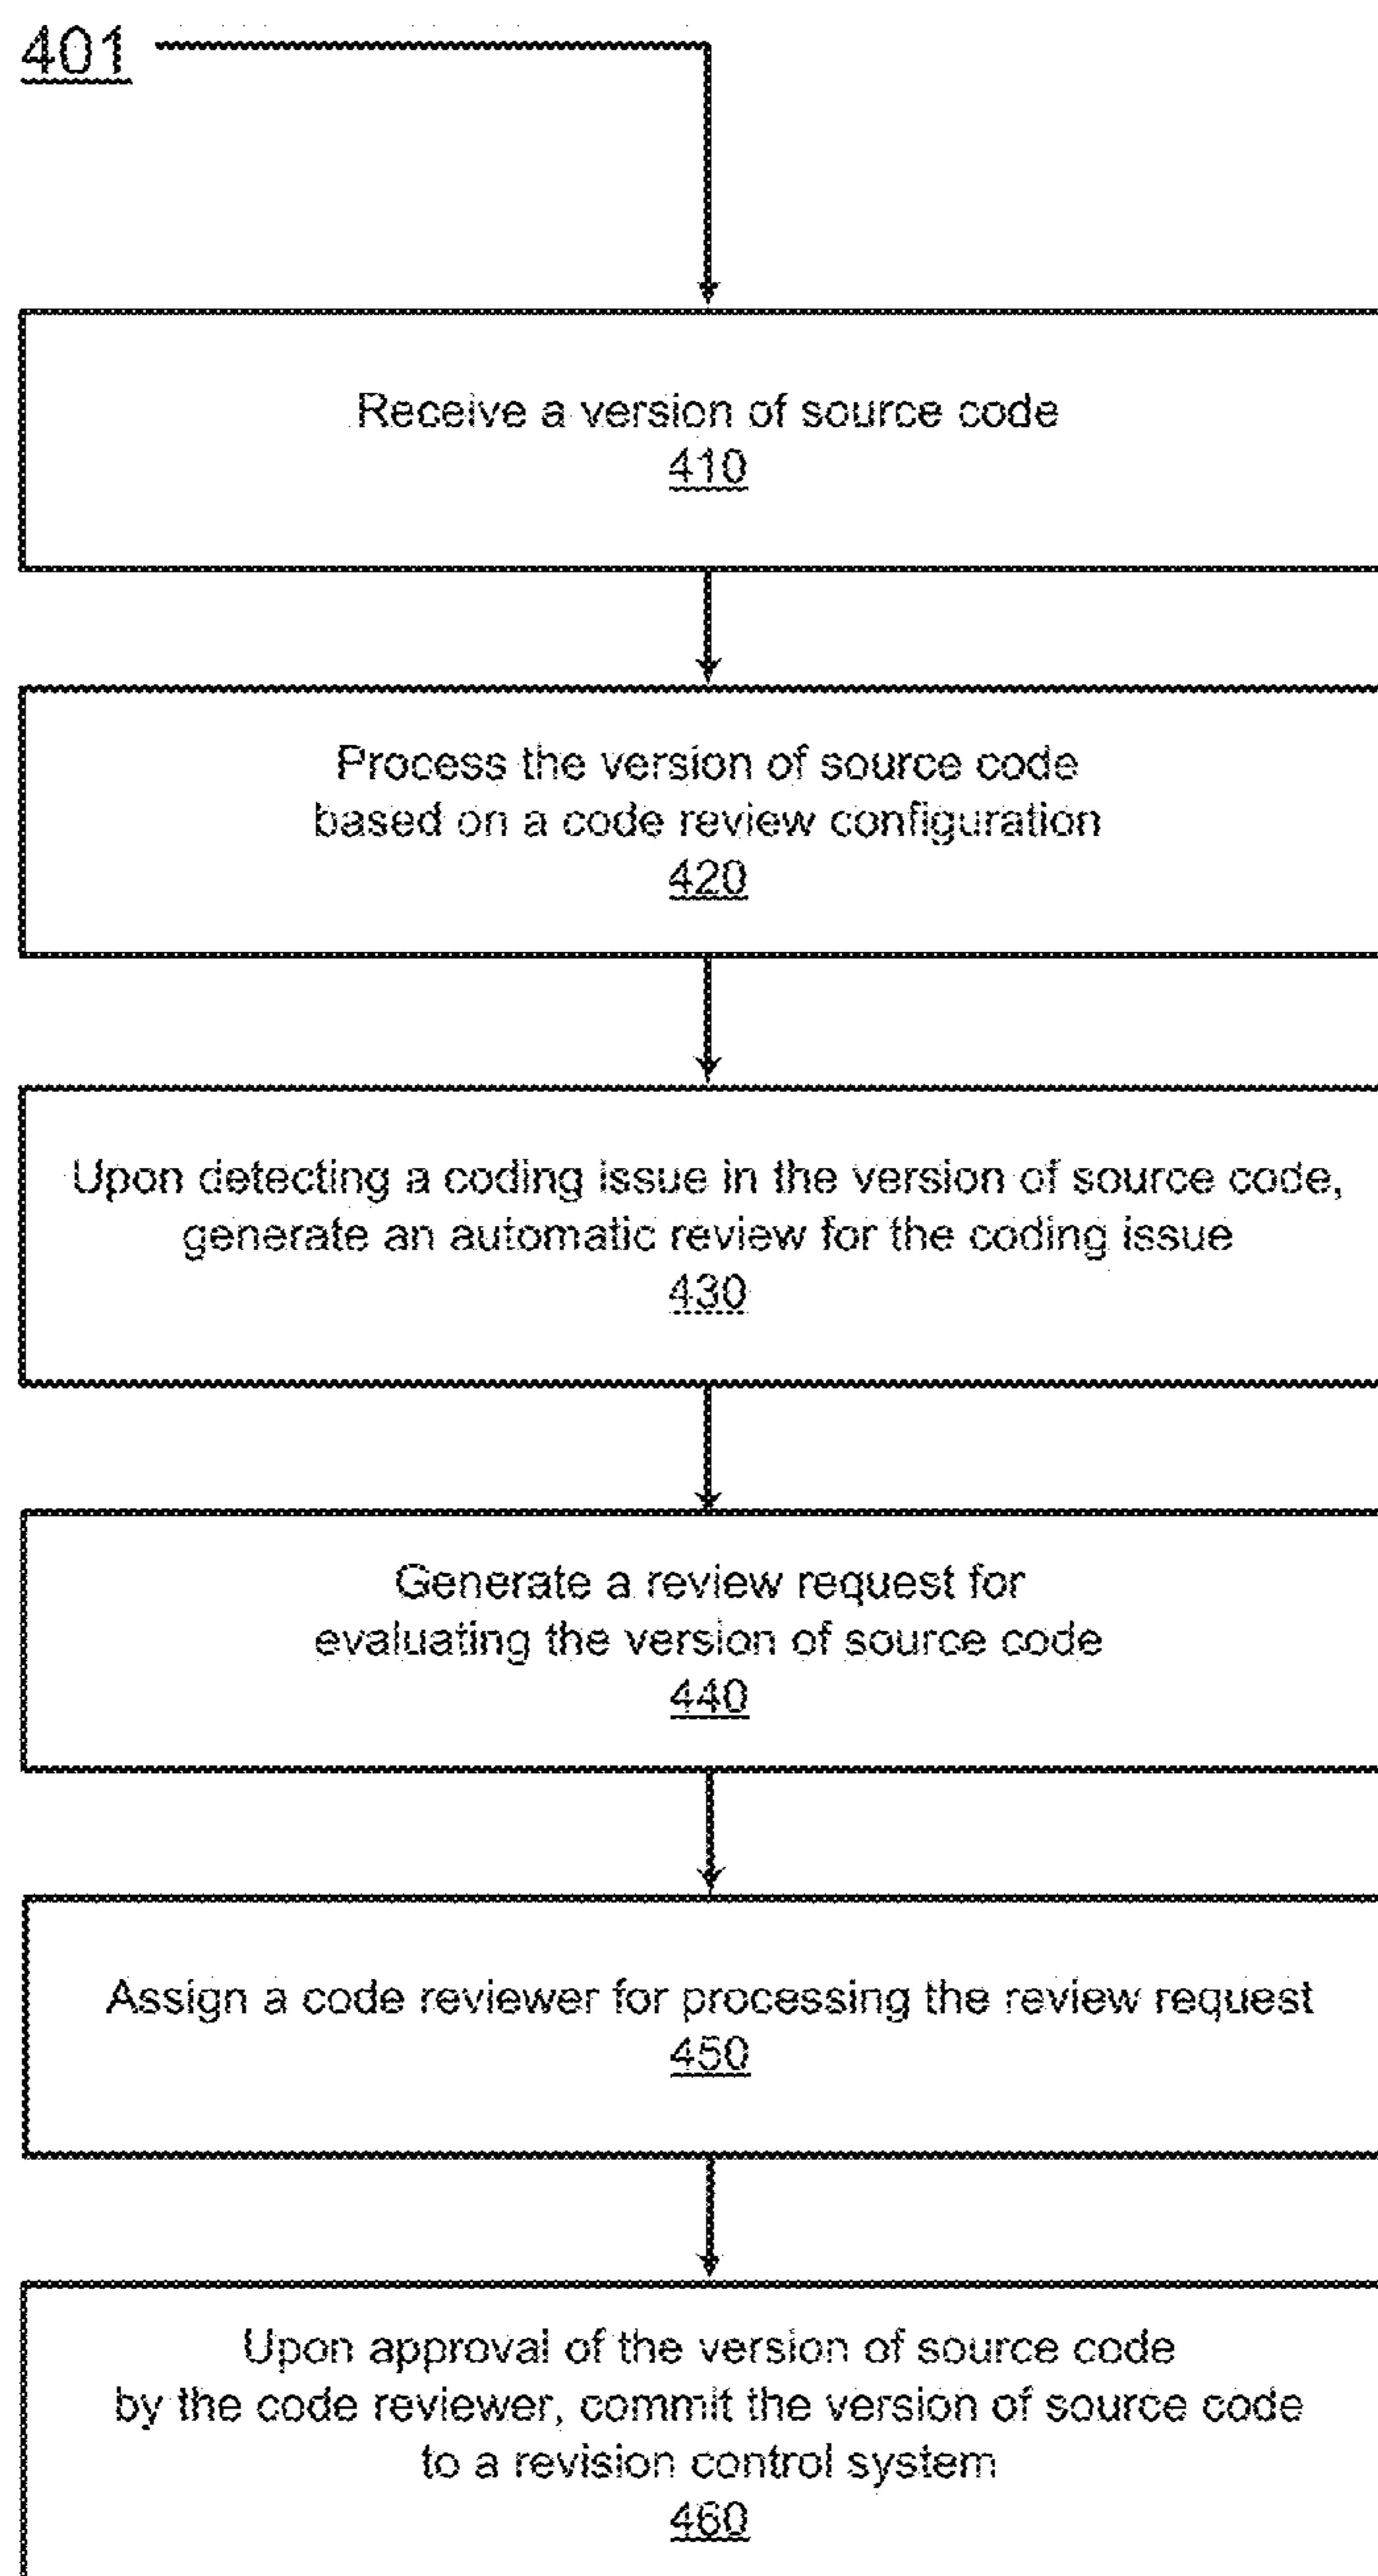 401
Receive a version of source code
410
Process the version of source code
based on a code review configuration
420
Upon detecting a coding issue in the version of source code,
generate an automatic review for the coding issue
430
Generate a review request for
evaluating the version of source code
440
Assign a code reviewer for processing the review request
450
Upon approval of the version of source code
by the code reviewer, commit the version of source code
to a revision control system
460